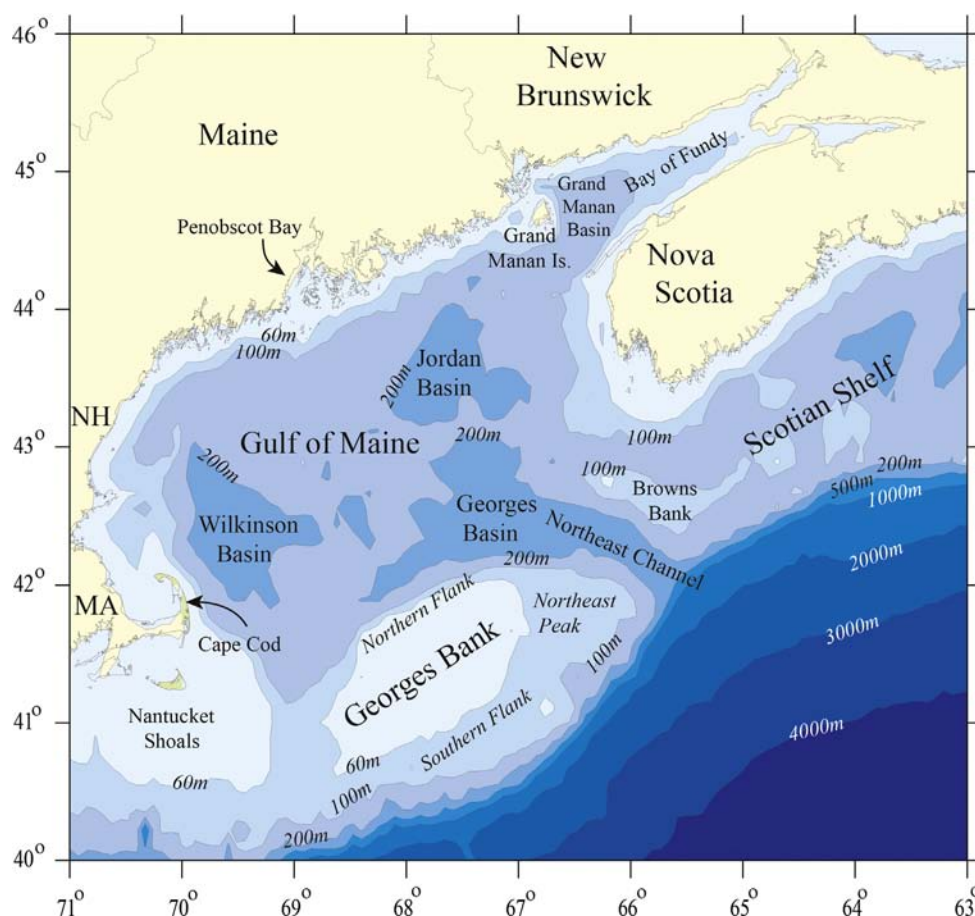 46°
New
Brunswick
Maine
45°
Bay of Fundy
Grand
Manan
Basin
Penobscot Bay
Grand
Manan Is.
Nova
Scotia
44°
60m
100m
200m
Jordan
Basin
Scotian Shelf
NH
43°
Gulf of Maine
200m
100m
200m
100m
200m
500m
1000m
Browns
Bank
Georges
Basin
Northeast Channel
Wilkinson
Basin
200m
2000m
42°
MA
Cape Cod
Northern Flank
Northeast
Peak
3000m
100m
Georges Bank
41°
Nantucket
Shoals
Southern Flank
4000m
60m
60m
100m
200m
40°
71°
70°
69°
68°
67°
66°
65°
64°
63°